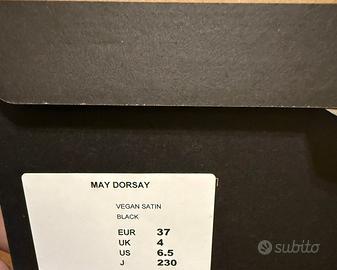 MAY DORSAY
VEGAN SATIN
BLACK
EUR 37
UK 4
US 6.5
J 230
subito